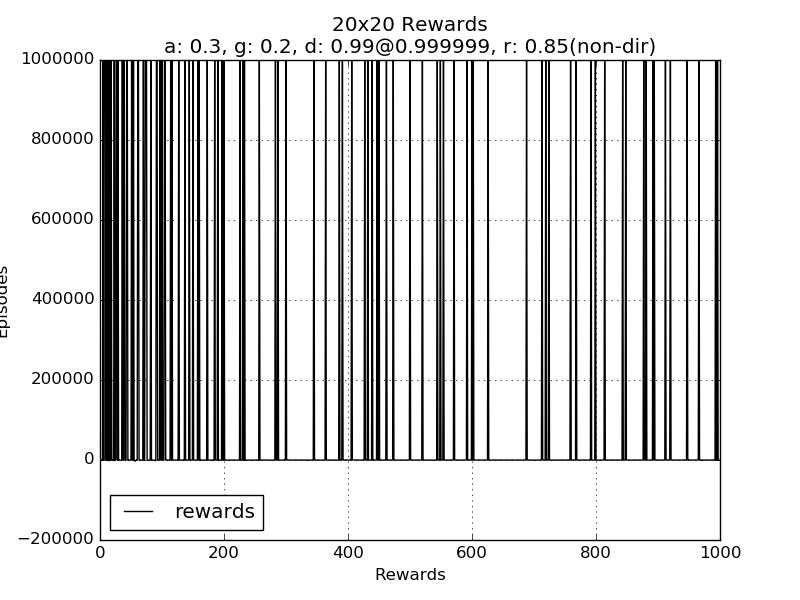 20x20 Rewards
a: 0.3, g: 0.2, d: 0.99@0.999999, r: 0.85(non-dir)
1000000
800000
600000
400000
200000
0
−200000
Episodes
rewards
0 200 400 600 800 1000
Rewards